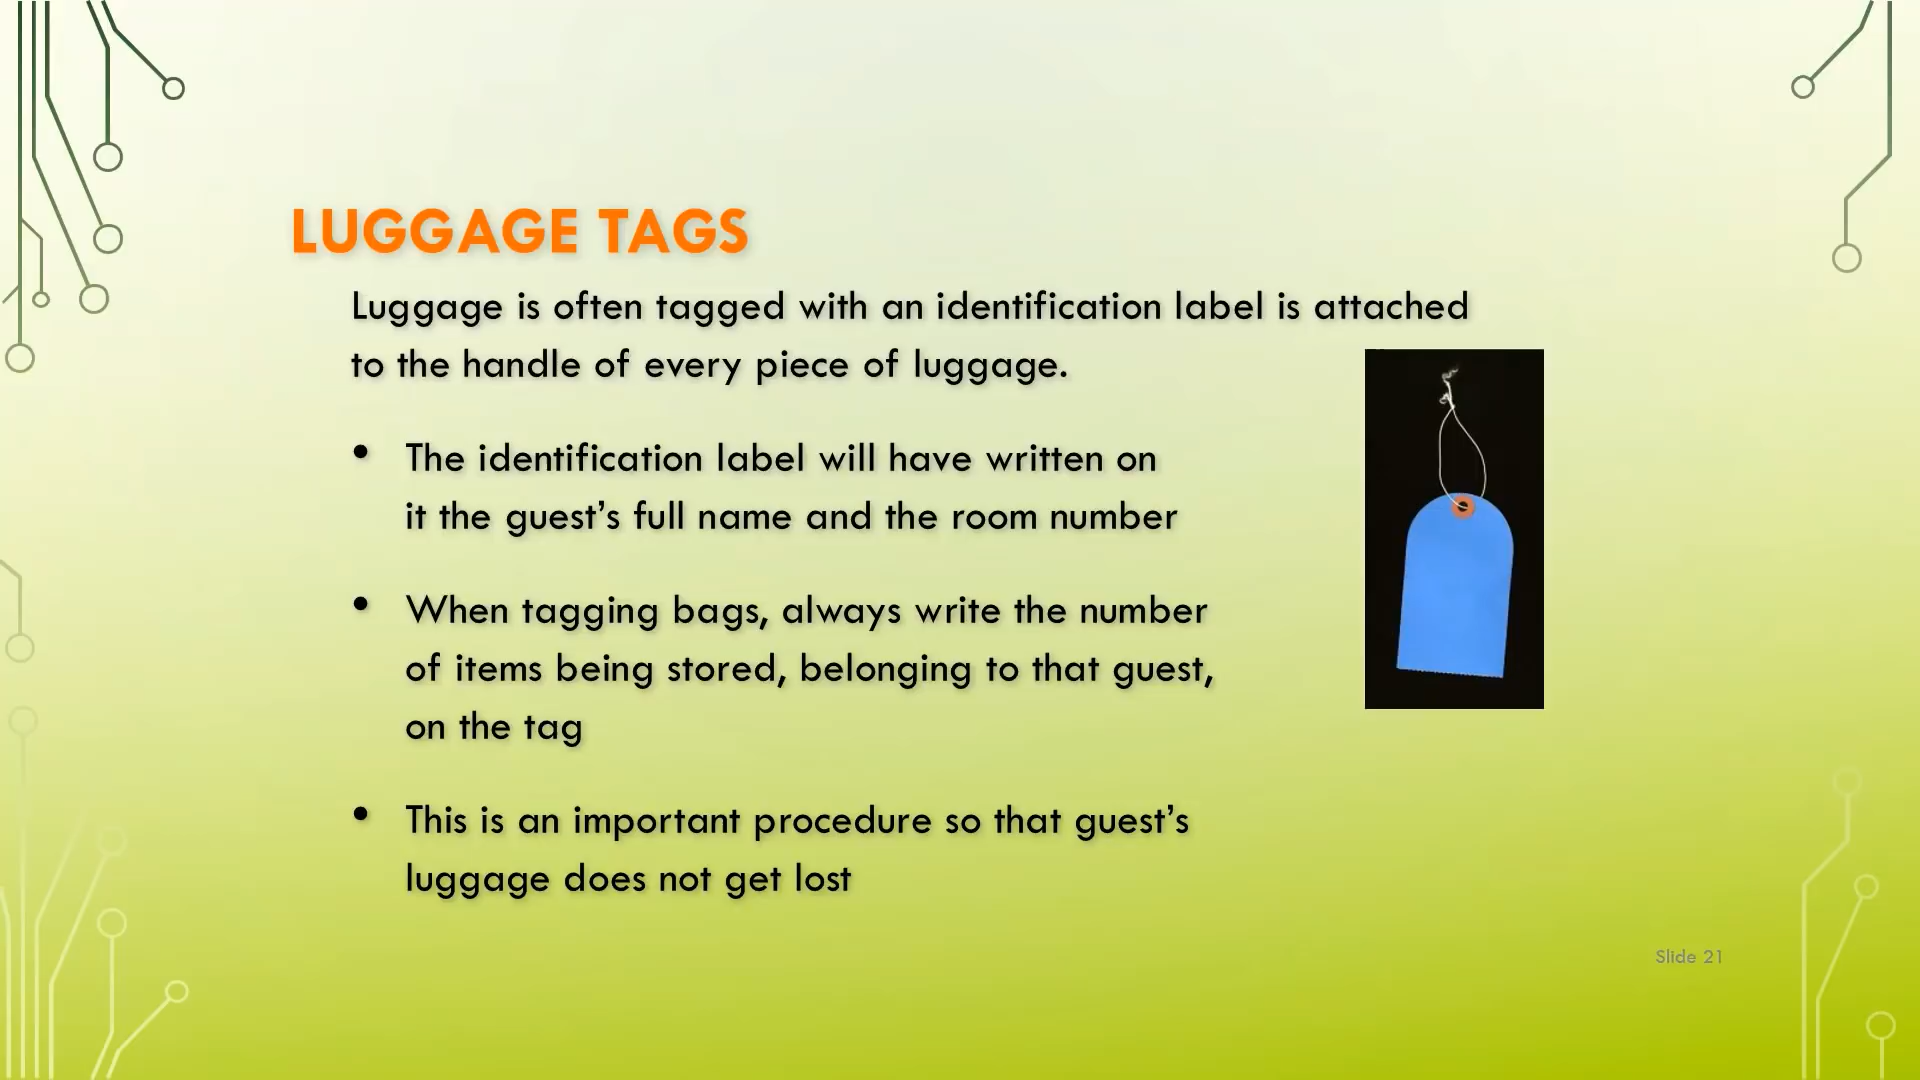 LUGGAGE TAGS
Luggage is often tagged with an identification label is attached
to the handle of every piece of luggage.
• The identification label will have written on
it the guest’s full name and the room number
• When tagging bags, always write the number
of items being stored, belonging to that guest,
on the tag
• This is an important procedure so that guest’s
luggage does not get lost
Slide 21